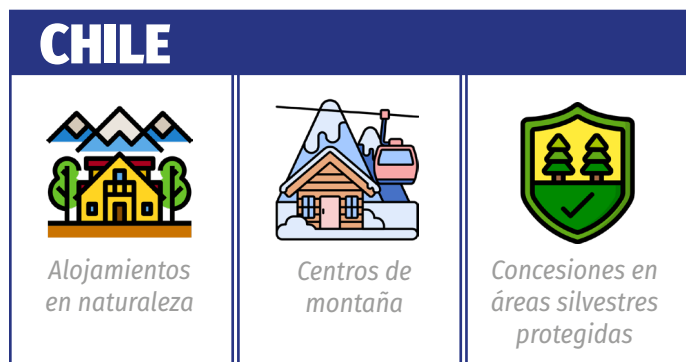 CHILE
Alojamientos
en naturaleza
Centros de
montaña
Concesiones en
áreas silvestres
protegidas